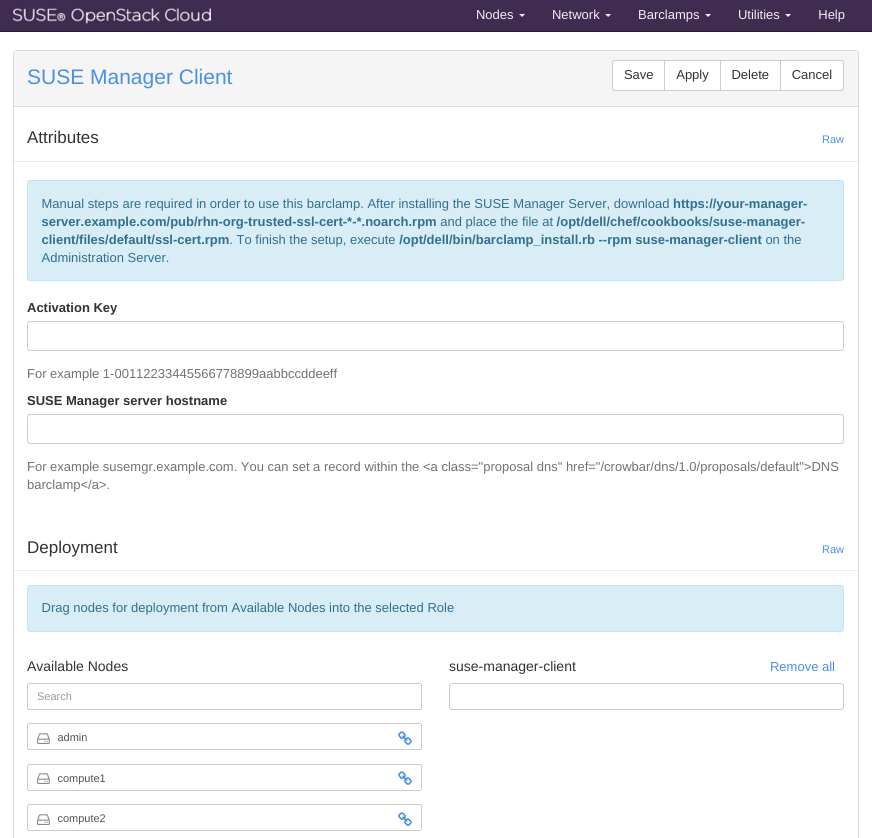 SUSE® OpenStack Cloud
Nodes Network Barclamps Utilities Help
SUSE Manager Client
Save Apply Delete Cancel
Attributes
Raw
Manual steps are required in order to use this barclamp. After installing the SUSE Manager Server, download https://your-manager-
server.example.com/pub/rhn-org-trusted-ssl-cert-*-*.noarch.rpm and place the file at /opt/dell/chef/cookbooks/suse-manager-
client/files/default/ssl-cert.rpm. To finish the setup, execute /opt/dell/bin/barclamp_install.rb --rpm suse-manager-client on the
Administration Server.
Activation Key
For example 1-00112233445566778899aabbccddeeff
SUSE Manager server hostname
For example susemgr.example.com. You can set a record within the <a class="proposal dns" href="/crowbar/dns/1.0/proposals/default">DNS
barclamp</a>.
Deployment
Raw
Drag nodes for deployment from Available Nodes into the selected Role
Available Nodes
suse-manager-client
Remove all
Search
admin
compute1
compute2